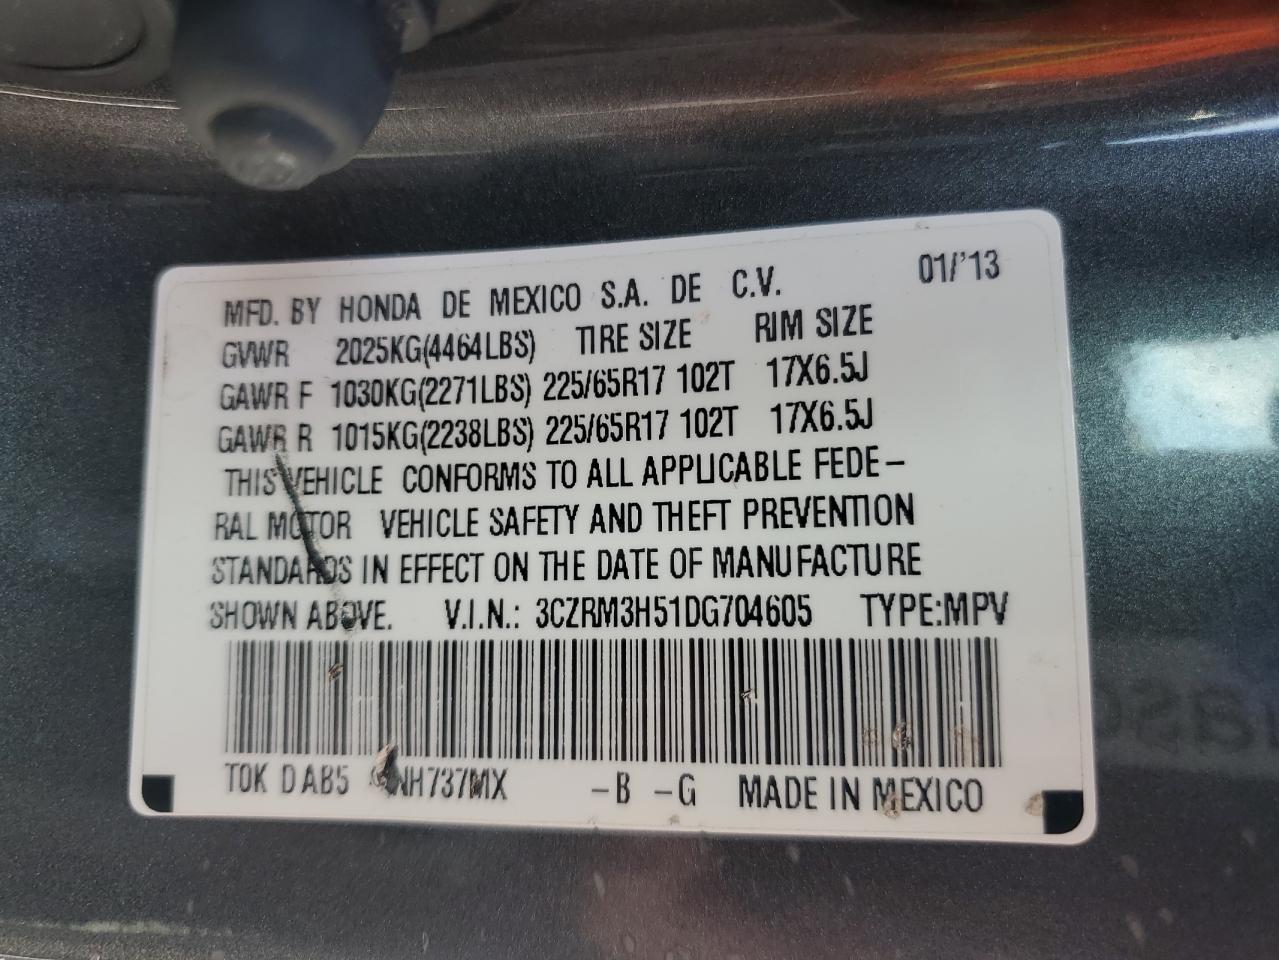 MFD. BY HONDA DE MEXICO S.A. DE C.V. 01/'13
GVWR 2025KG(4464LBS) TIRE SIZE RIM SIZE
GAWR F 1030KG(2271LBS) 225/65R17 102T 17X6.5J
GAWR R 1015KG(2238LBS) 225/65R17 102T 17X6.5J
THIS VEHICLE CONFORMS TO ALL APPLICABLE FEDE-
RAL MOTOR VEHICLE SAFETY AND THEFT PREVENTION
STANDARDS IN EFFECT ON THE DATE OF MANUFACTURE
SHOWN ABOVE. V.I.N.: 3CZRM3H51DG704605 TYPE:MPV
T0K D AB5 NH737MX -B -G MADE IN MEXICO